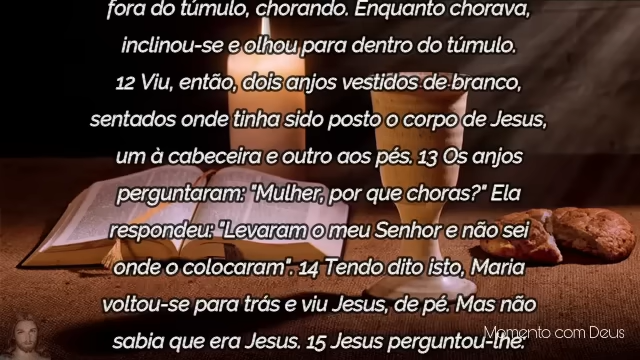 fora do túmulo, chorando. Enquanto chorava,
inclinou-se e olhou para dentro do túmulo.
12 Viu, então, dois anjos vestidos de branco,
sentados onde tinha sido posto o corpo de Jesus,
um à cabeceira e outro aos pés. 13 Os anjos
perguntaram: "Mulher, por que choras?" Ela
respondeu: "Levaram o meu Senhor e não sei
onde o colocaram". 14 Tendo dito isto, Maria
voltou-se para trás e viu Jesus, de pé. Mas não
sabia que era Jesus. 15 Jesus perguntou-lhe:
Momento com Deus